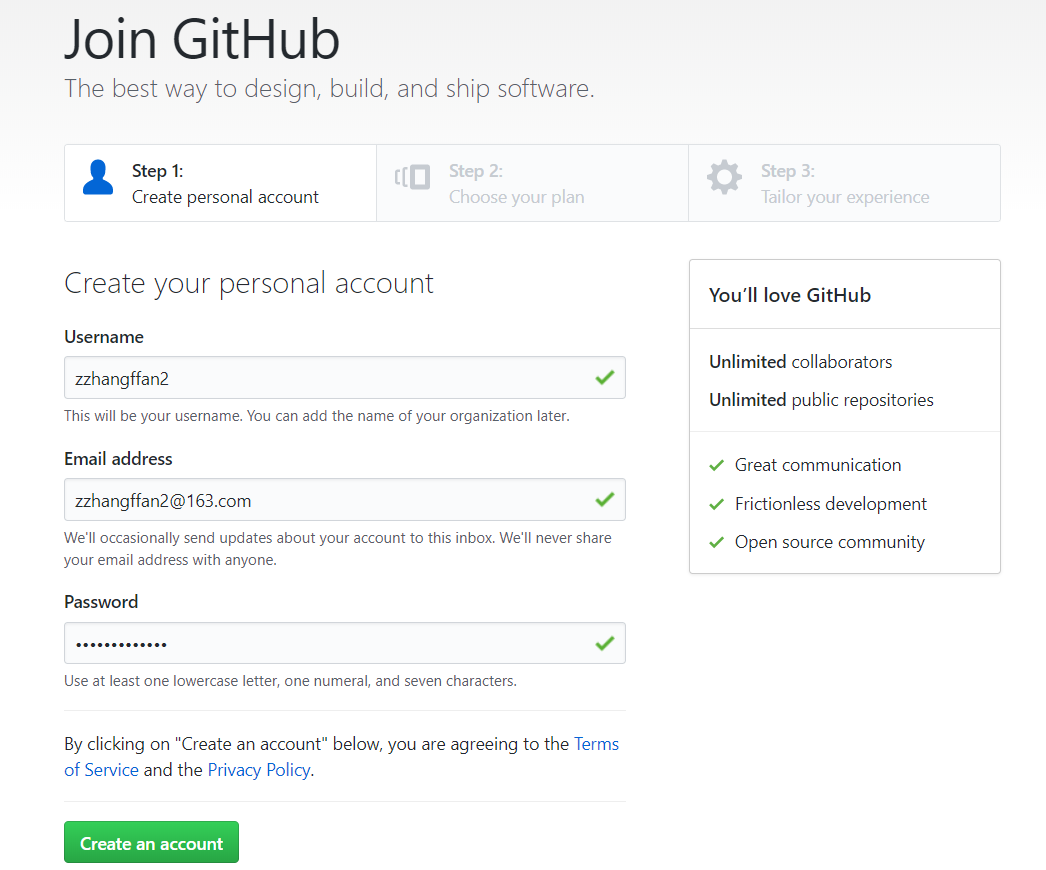 Join GitHub
The best way to design, build, and ship software.
Step 1:
Create personal account
Step 2:
Choose your plan
Step 3:
Tailor your experience
Create your personal account
Username
zzhangffan2
This will be your username. You can add the name of your organization later.
Email address
zzhangffan2@163.com
We'll occasionally send updates about your account to this inbox. We'll never share
your email address with anyone.
Password
•••••••••••••
Use at least one lowercase letter, one numeral, and seven characters.
By clicking on "Create an account" below, you are agreeing to the Terms
of Service and the Privacy Policy.
Create an account
You’ll love GitHub
Unlimited collaborators
Unlimited public repositories
Great communication
Frictionless development
Open source community